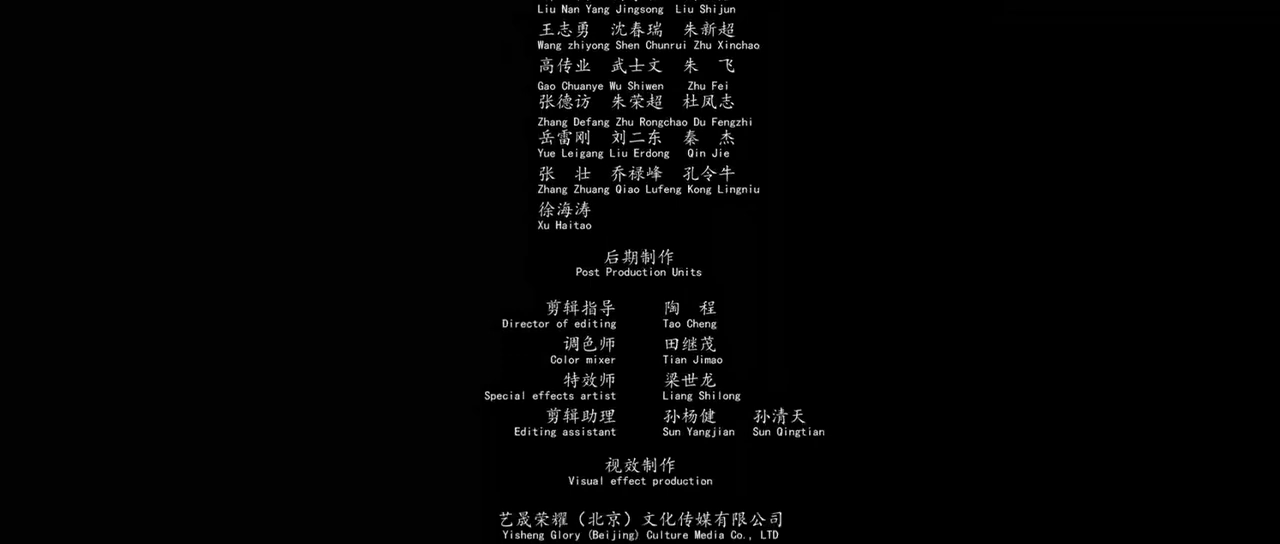 Liu Nan Yang Jingsong Liu Shijun
王志勇 沈春瑞 朱新超
Wang zhiyong Shen Chunrui Zhu Xinchao
高传业 武士文 朱 飞
Gao Chuanye Wu Shiwen Zhu Fei
张德访 朱荣超 杜凤志
Zhang Defang Zhu Rongchao Du Fengzhi
岳雷刚 刘二东 秦 杰
Yue Leigang Liu Erdong Qin Jie
张 壮 乔禄峰 孔令牛
Zhang Zhuang Qiao Lufeng Kong Lingniu
徐海涛
Xu Haitao
后期制作
Post Production Units
剪辑指导 陶 程
Director of editing Tao Cheng
调色师 田继茂
Color mixer Tian Jimao
特效师 梁世龙
Special effects artist Liang Shilong
剪辑助理 孙杨健 孙清天
Editing assistant Sun Yangjian Sun Qingtian
视效制作
Visual effect production
艺晟荣耀（北京）文化传媒有限公司
Yisheng Glory (Beijing) Culture Media Co., LTD